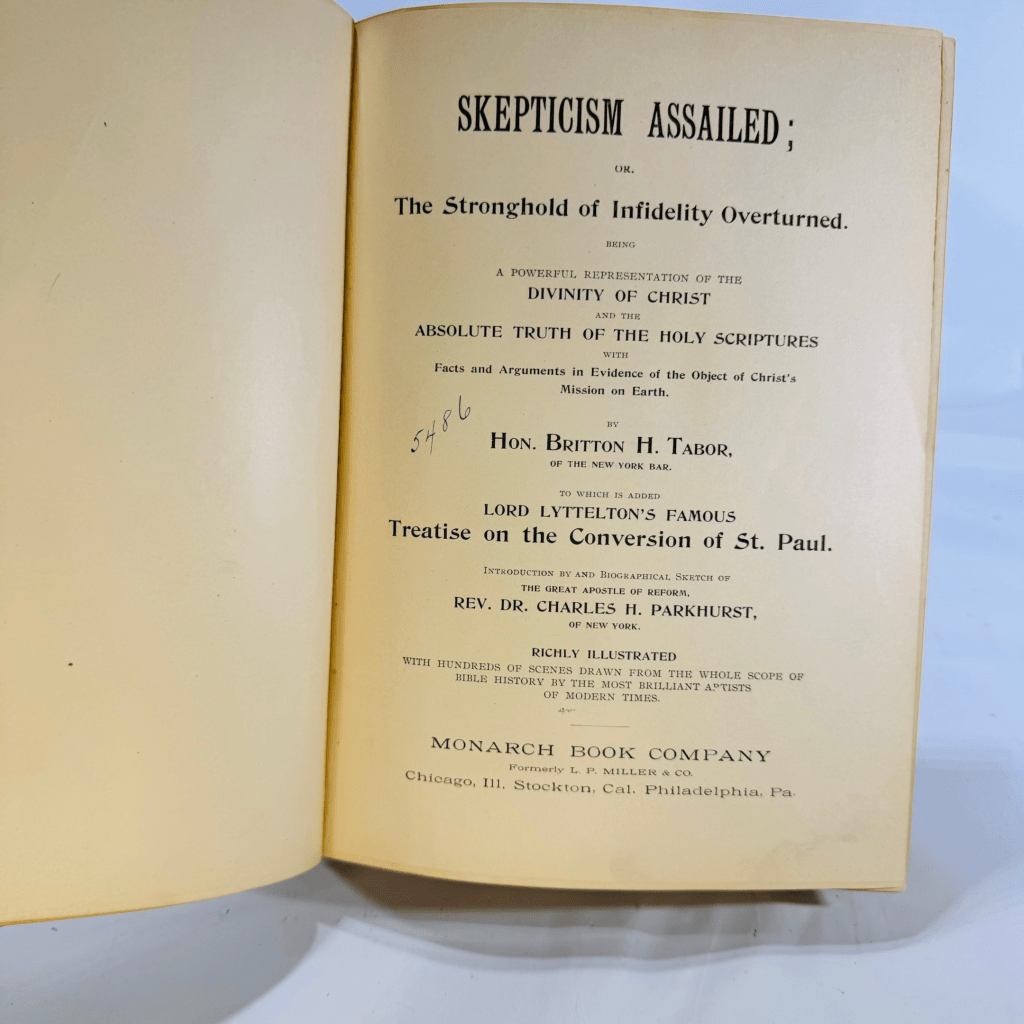 SKEPTICISM ASSAILED;
OR,
The Stronghold of Infidelity Overturned.
BEING
A POWERFUL REPRESENTATION OF THE
DIVINITY OF CHRIST
AND THE
ABSOLUTE TRUTH OF THE HOLY SCRIPTURES
WITH
Facts and Arguments in Evidence of the Object of Christ's
Mission on Earth.
5486
BY
HON. BRITTON H. TABOR,
OF THE NEW YORK BAR.
TO WHICH IS ADDED
LORD LYTTELTON'S FAMOUS
Treatise on the Conversion of St. Paul.
INTRODUCTION BY AND BIOGRAPHICAL SKETCH OF
THE GREAT APOSTLE OF REFORM,
REV. DR. CHARLES H. PARKHURST,
OF NEW YORK.
RICHLY ILLUSTRATED
WITH HUNDREDS OF SCENES DRAWN FROM THE WHOLE SCOPE OF
BIBLE HISTORY BY THE MOST BRILLIANT ARTISTS
OF MODERN TIMES.
MONARCH BOOK COMPANY
Formerly L. P. MILLER & CO.
Chicago, Ill. Stockton, Cal. Philadelphia, Pa.